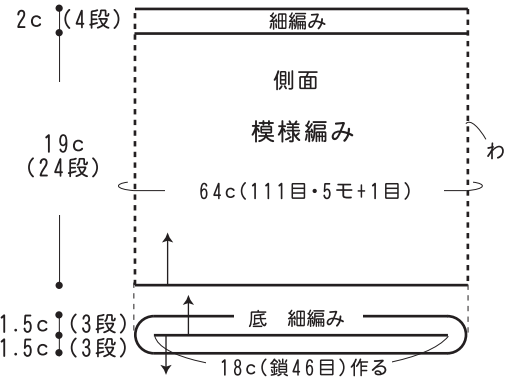 2c (4段)
細編み
側面
模様編み
わ
19c
(24段)
64c(111目・5モ+1目)
底 細編み
1.5c (3段)
1.5c (3段)
18c(鎖46目)作る